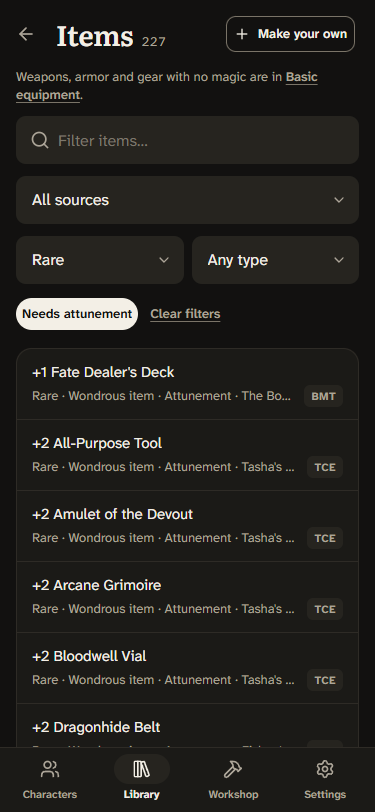 Items 227
Make your own
Weapons, armor and gear with no magic are in Basic
equipment.
Filter items...
All sources
Rare
Any type
Needs attunement
Clear filters
+1 Fate Dealer's Deck
Rare · Wondrous item · Attunement · The Bo... BMT
+2 All-Purpose Tool
Rare · Wondrous item · Attunement · Tasha's ... TCE
+2 Amulet of the Devout
Rare · Wondrous item · Attunement · Tasha's ... TCE
+2 Arcane Grimoire
Rare · Wondrous item · Attunement · Tasha's ... TCE
+2 Bloodwell Vial
Rare · Wondrous item · Attunement · Tasha's ... TCE
+2 Dragonhide Belt
Characters
Library
Workshop
Settings